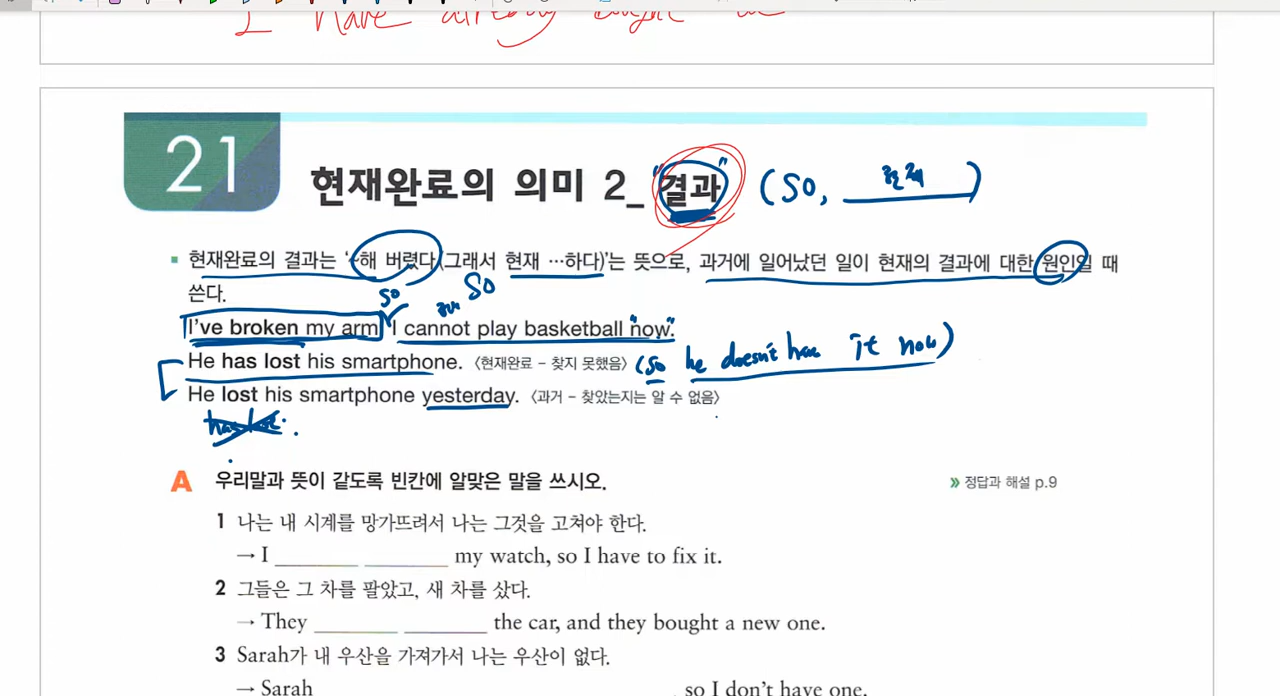 I have already bought
21
현재완료의 의미 2_ "결과" (SO, 현재)
현재완료의 결과는 '~해 버렸다(그래서 현재 …하다)'는 뜻으로, 과거에 일어났던 일이 현재의 결과에 대한 원인일 때
쓴다.
so SO
I've broken my arm. I cannot play basketball "now".
He has lost his smartphone. 〈현재완료 – 찾지 못했음〉 (so he doesn't have it now)
He lost his smartphone yesterday. 〈과거 – 찾았는지는 알 수 없음〉
has lost.
A 우리말과 뜻이 같도록 빈칸에 알맞은 말을 쓰시오. » 정답과 해설 p.9
1 나는 내 시계를 망가뜨려서 나는 그것을 고쳐야 한다.
→ I ________ ________ my watch, so I have to fix it.
2 그들은 그 차를 팔았고, 새 차를 샀다.
→ They ________ ________ the car, and they bought a new one.
3 Sarah가 내 우산을 가져가서 나는 우산이 없다.
→ Sarah ________ , so I don't have one.